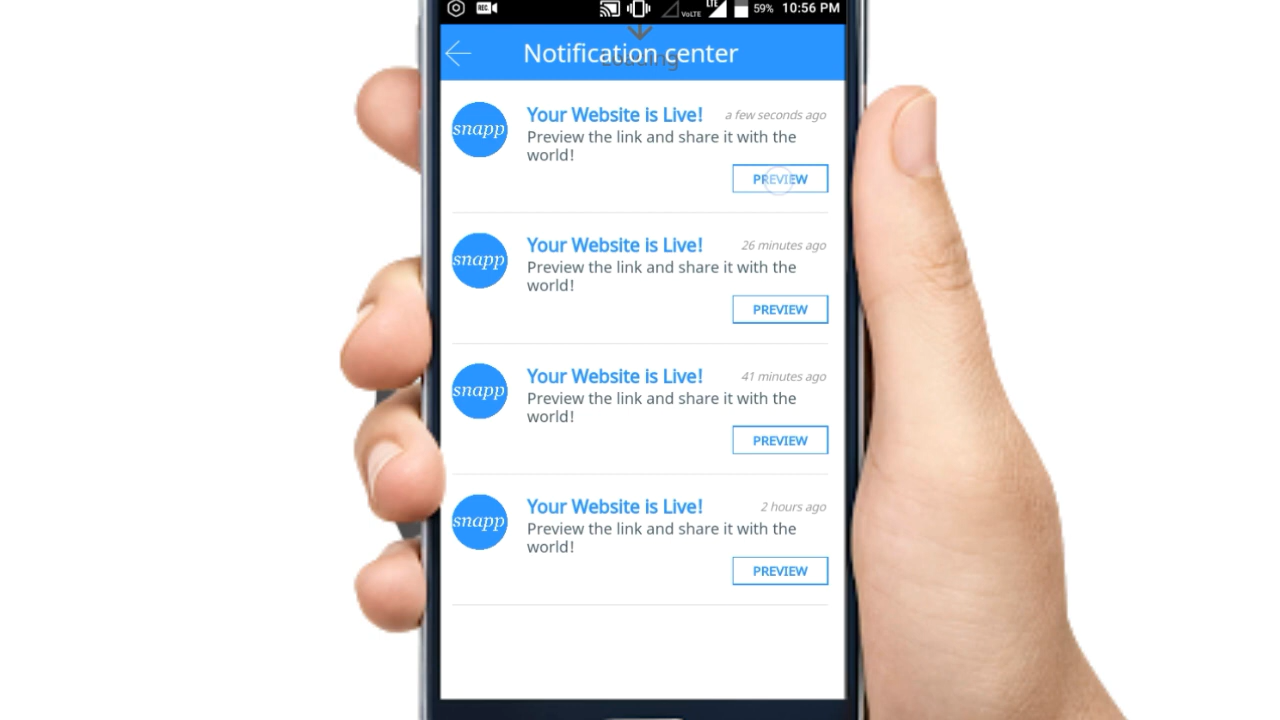 REC. VoLTE LTE 59% 10:56 PM
Notification center
Loading
snapp
Your Website is Live! a few seconds ago
Preview the link and share it with the
world!
PREVIEW
snapp
Your Website is Live! 26 minutes ago
Preview the link and share it with the
world!
PREVIEW
snapp
Your Website is Live! 41 minutes ago
Preview the link and share it with the
world!
PREVIEW
snapp
Your Website is Live! 2 hours ago
Preview the link and share it with the
world!
PREVIEW